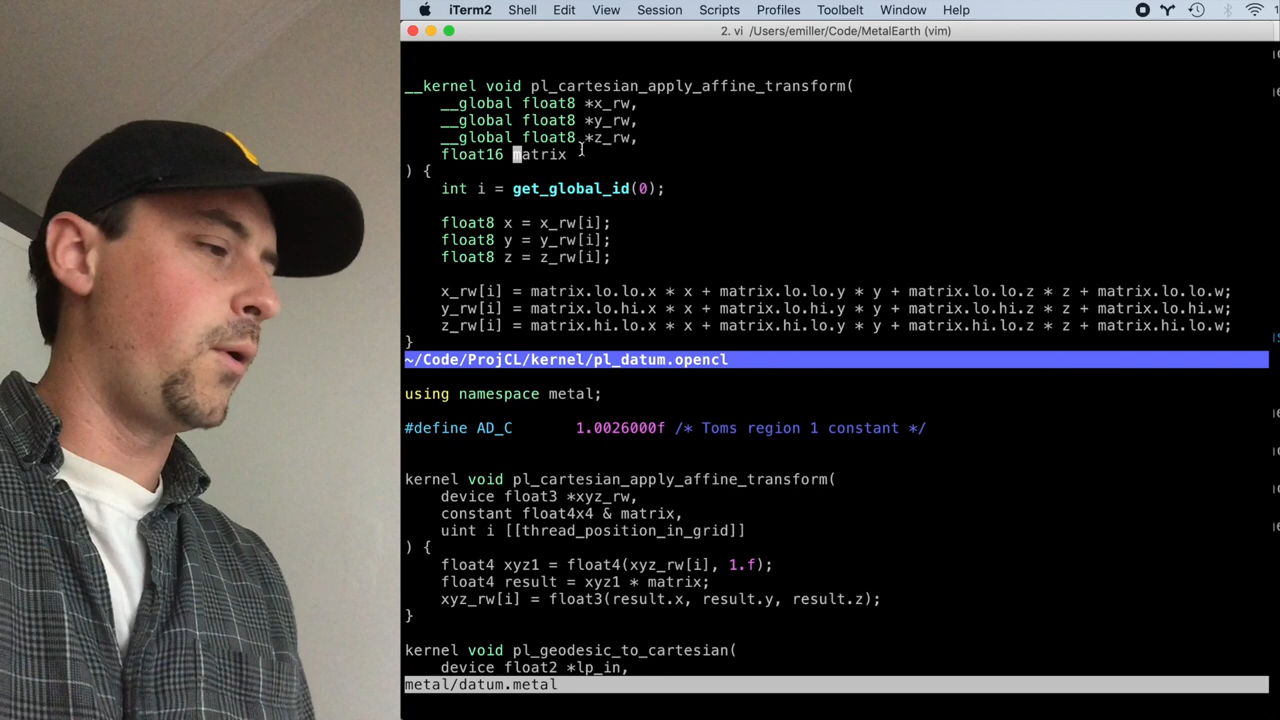 iTerm2 Shell Edit View Session Scripts Profiles Toolbelt Window Help
2. vi /Users/emiller/Code/MetalEarth (vim)
__kernel void pl_cartesian_apply_affine_transform(
__global float8 *x_rw,
__global float8 *y_rw,
__global float8 *z_rw,
float16 matrix
) {
int i = get_global_id(0);
float8 x = x_rw[i];
float8 y = y_rw[i];
float8 z = z_rw[i];
x_rw[i] = matrix.lo.lo.x * x + matrix.lo.lo.y * y + matrix.lo.lo.z * z + matrix.lo.lo.w;
y_rw[i] = matrix.lo.hi.x * x + matrix.lo.hi.y * y + matrix.lo.hi.z * z + matrix.lo.hi.w;
z_rw[i] = matrix.hi.lo.x * x + matrix.hi.lo.y * y + matrix.hi.lo.z * z + matrix.hi.lo.w;
}
~/Code/ProjCL/kernel/pl_datum.opencl
using namespace metal;
#define AD_C 1.0026000f /* Toms region 1 constant */
kernel void pl_cartesian_apply_affine_transform(
device float3 *xyz_rw,
constant float4x4 & matrix,
uint i [[thread_position_in_grid]]
) {
float4 xyz1 = float4(xyz_rw[i], 1.f);
float4 result = xyz1 * matrix;
xyz_rw[i] = float3(result.x, result.y, result.z);
}
kernel void pl_geodesic_to_cartesian(
device float2 *lp_in,
metal/datum.metal